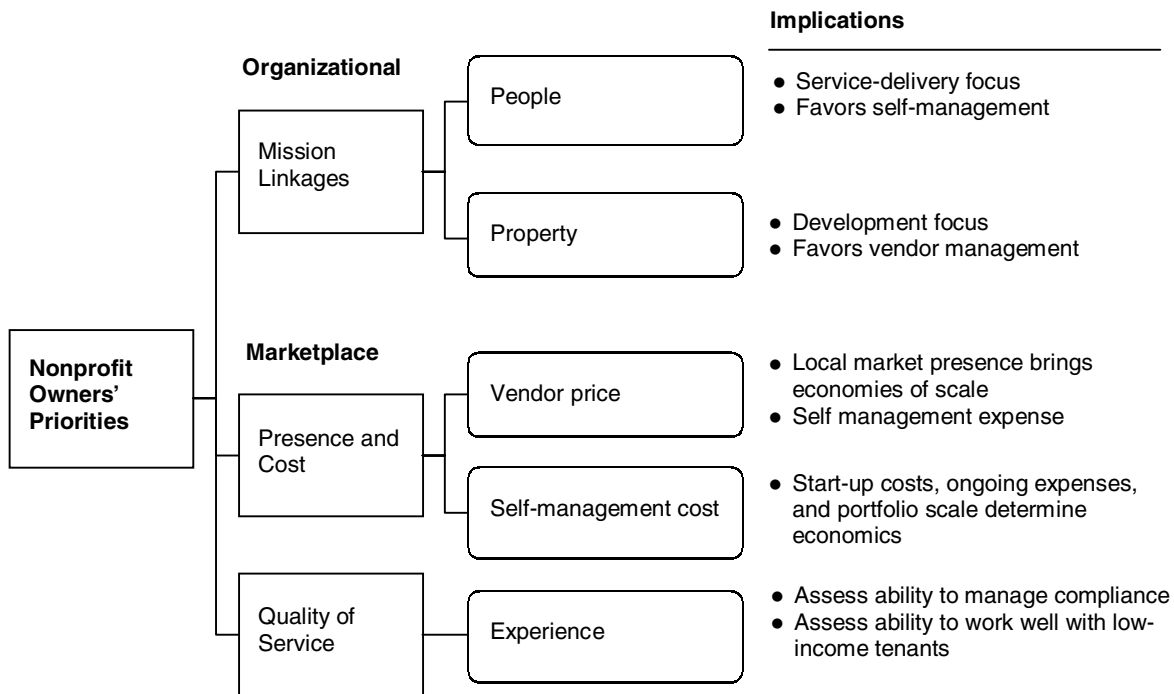 Implications
Organizational
People
● Service-delivery focus
● Favors self-management
Mission
Linkages
Property
● Development focus
● Favors vendor management
Nonprofit
Owners’
Priorities
Marketplace
Vendor price
● Local market presence brings
economies of scale
● Self management expense
Presence and
Cost
Self-management cost
● Start-up costs, ongoing expenses,
and portfolio scale determine
economics
Quality of
Service
Experience
● Assess ability to manage compliance
● Assess ability to work well with low-
income tenants